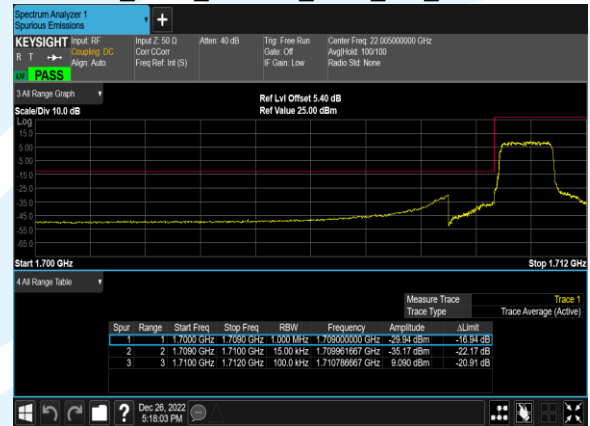 Spectrum Analyzer 1
Spurious Emissions
KEYSIGHT Input: RF Input Z: 50 Ω Atten: 40 dB Trig: Free Run Center Freq: 22.005000000 GHz
R T Coupling: DC Corr CCorr Gate: Off Avg|Hold: 100/100
Align: Auto Freq Ref: Int (S) IF Gain: Low Radio Std: None
PASS
3 All Range Graph
Ref Lvl Offset 5.40 dB
Scale/Div 10.0 dB Ref Value 25.00 dBm
Log
15.0
5.00
-5.00
-15.0
-25.0
-35.0
-45.0
-55.0
-65.0
Start 1.700 GHz Stop 1.712 GHz
4 All Range Table
Measure Trace Trace 1
Trace Type Trace Average (Active)
Spur Range Start Freq Stop Freq RBW Frequency Amplitude ΔLimit
1 1 1.7000 GHz 1.7090 GHz 1.000 MHz 1.709000000 GHz -29.94 dBm -16.94 dB
2 2 1.7090 GHz 1.7100 GHz 15.00 kHz 1.709961667 GHz -35.17 dBm -22.17 dB
3 3 1.7100 GHz 1.7120 GHz 100.0 kHz 1.710786667 GHz 9.090 dBm -20.91 dB
? Dec 26, 2022
5:18:03 PM